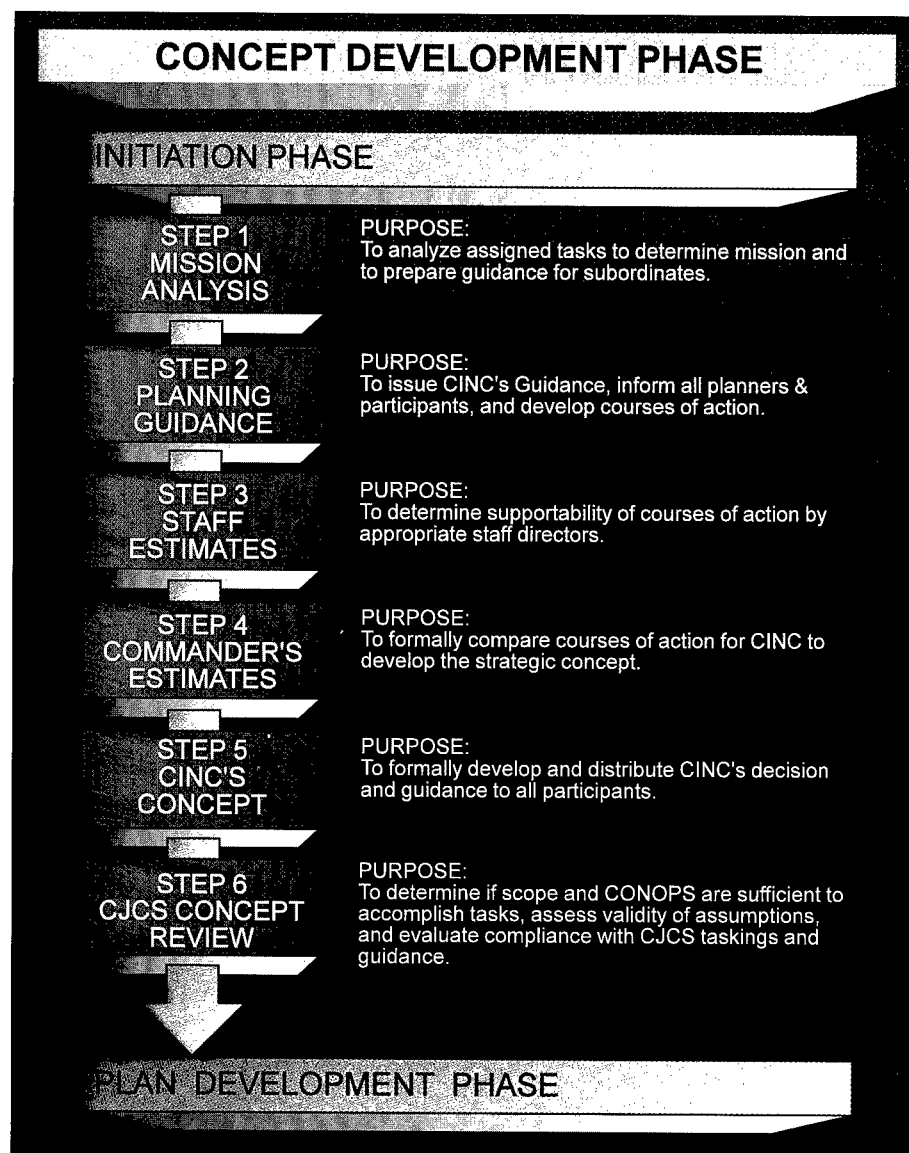 CONCEPT DEVELOPMENT PHASE
INITIATION PHASE
STEP 1
MISSION
ANALYSIS
PURPOSE:
To analyze assigned tasks to determine mission and
to prepare guidance for subordinates.
STEP 2
PLANNING
GUIDANCE
PURPOSE:
To issue CINC's Guidance, inform all planners &
participants, and develop courses of action.
STEP 3
STAFF
ESTIMATES
PURPOSE:
To determine supportability of courses of action by
appropriate staff directors.
STEP 4
COMMANDER'S
ESTIMATES
PURPOSE:
To formally compare courses of action for CINC to
develop the strategic concept.
STEP 5
CINC'S
CONCEPT
PURPOSE:
To formally develop and distribute CINC's decision
and guidance to all participants.
STEP 6
CJCS CONCEPT
REVIEW
PURPOSE:
To determine if scope and CONOPS are sufficient to
accomplish tasks, assess validity of assumptions,
and evaluate compliance with CJCS taskings and
guidance.
PLAN DEVELOPMENT PHASE